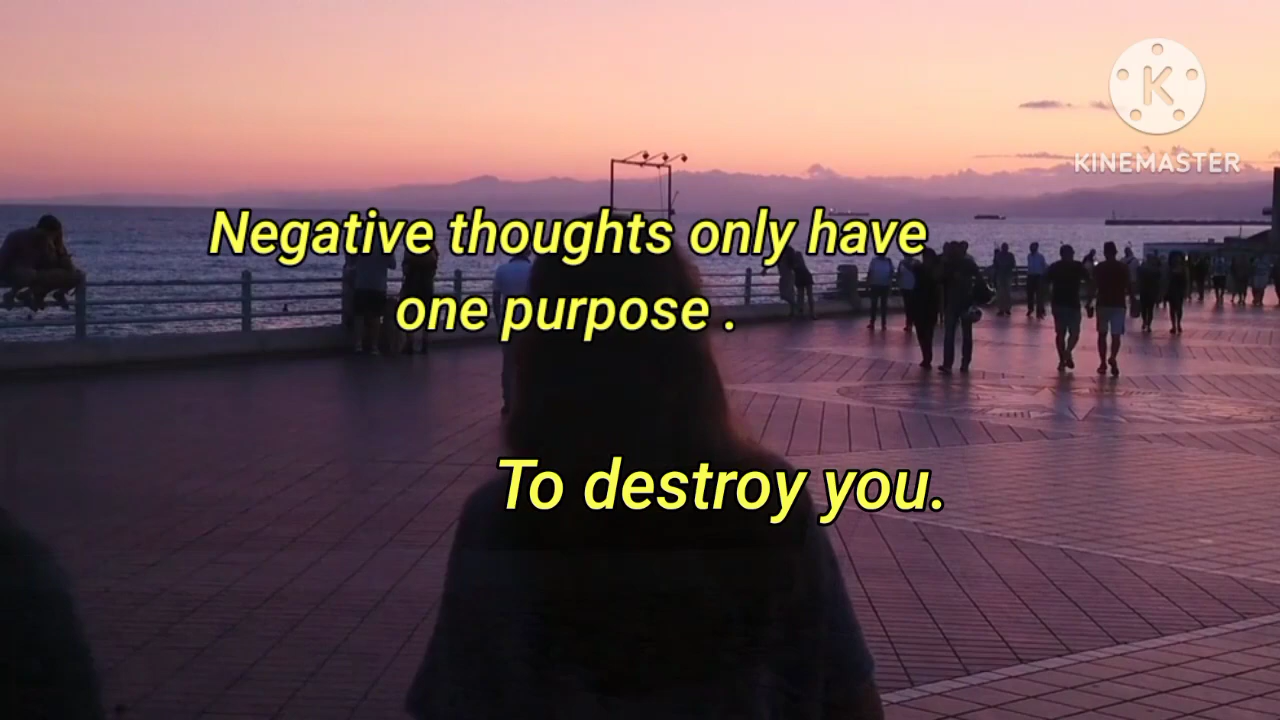 KINEMASTER
Negative thoughts only have
one purpose .
To destroy you.